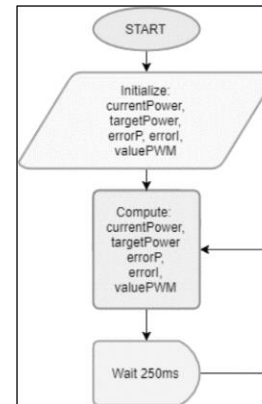 START
Initialize:
currentPower,
targetPower,
errorP, errorI,
valuePWM
Compute:
currentPower,
targetPower
errorP,
errorI,
valuePWM
Wait 250ms